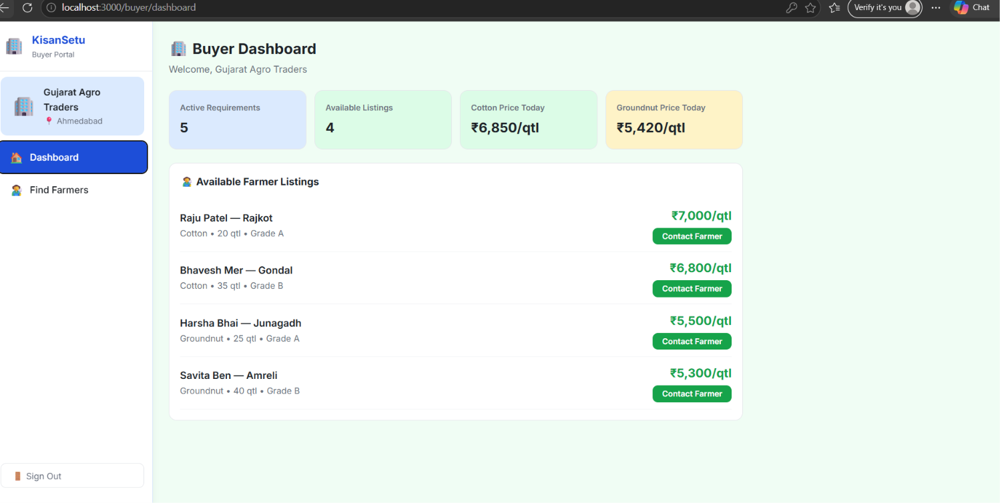 localhost:3000/buyer/dashboard
Verify it's you
Chat
KisanSetu
Buyer Portal
Gujarat Agro
Traders
Ahmedabad
Dashboard
Find Farmers
Sign Out
Buyer Dashboard
Welcome, Gujarat Agro Traders
Active Requirements
5
Available Listings
4
Cotton Price Today
₹6,850/qtl
Groundnut Price Today
₹5,420/qtl
Available Farmer Listings
Raju Patel — Rajkot
Cotton • 20 qtl • Grade A
₹7,000/qtl
Contact Farmer
Bhavesh Mer — Gondal
Cotton • 35 qtl • Grade B
₹6,800/qtl
Contact Farmer
Harsha Bhai — Junagadh
Groundnut • 25 qtl • Grade A
₹5,500/qtl
Contact Farmer
Savita Ben — Amreli
Groundnut • 40 qtl • Grade B
₹5,300/qtl
Contact Farmer